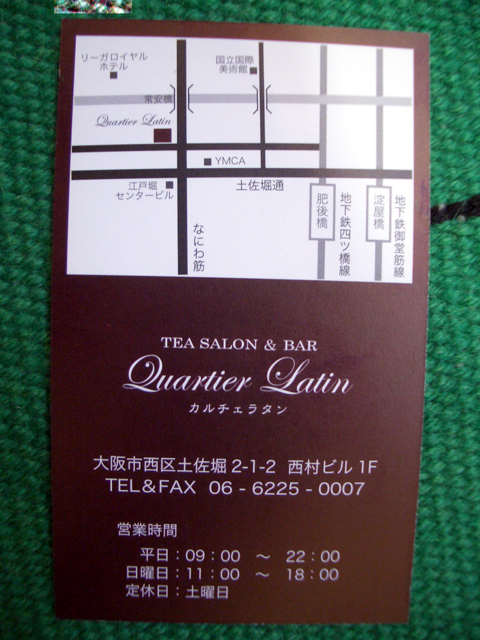 リーガロイヤル
ホテル
国立国際
美術館
常安橋
Quartier Latin
YMCA
江戸堀
センタービル
土佐堀通
なにわ筋
肥後橋
地下鉄四ツ橋線
淀屋橋
地下鉄御堂筋線
TEA SALON & BAR
Quartier Latin
カルチェラタン
大阪市西区土佐堀 2-1-2 西村ビル 1F
TEL&FAX 06 - 6225 - 0007
営業時間
平日：09：00 ～ 22：00
日曜日：11：00 ～ 18：00
定休日：土曜日